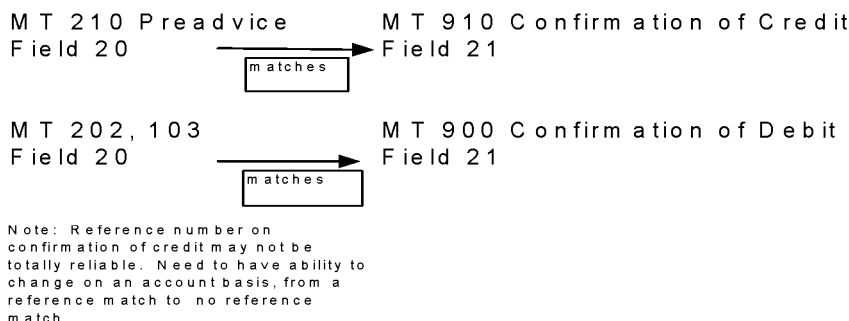 MT 210 Preadvice
Field 20
matches
MT 910 Confirmation of Credit
Field 21
MT 202, 103
Field 20
matches
MT 900 Confirmation of Debit
Field 21
Note: Reference number on
confirmation of credit may not be
totally reliable. Need to have ability to
change on an account basis, from a
reference match to no reference
match